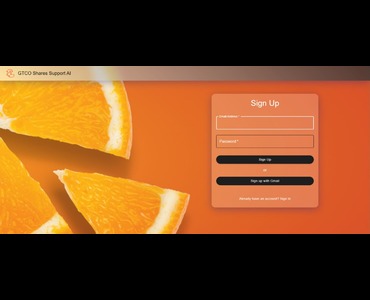 GTCO Shares Support AI
Sign Up
Email Address *
Password *
Sign Up
or
Sign up with Gmail
Already have an account? Sign in